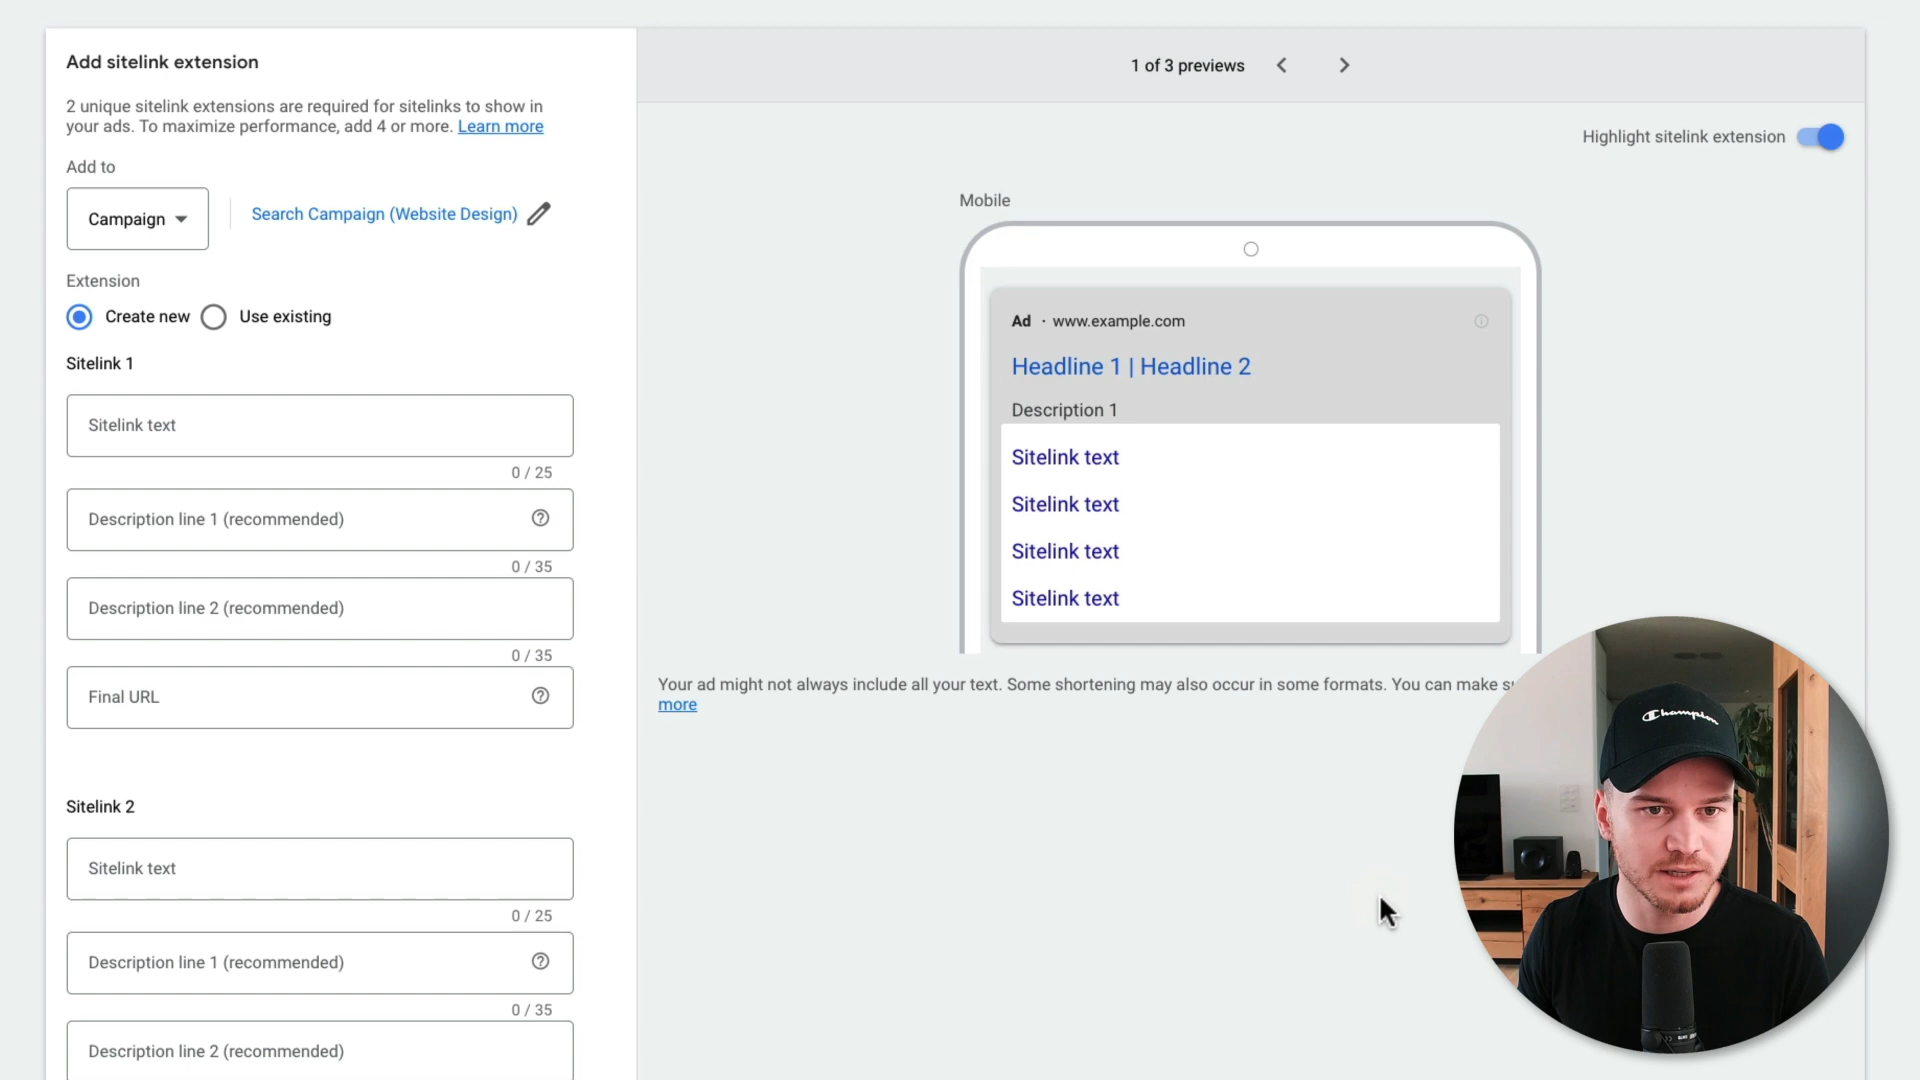 Add sitelink extension
2 unique sitelink extensions are required for sitelinks to show in
your ads. To maximize performance, add 4 or more. Learn more
Add to
Campaign
Search Campaign (Website Design)
Extension
Create new
Use existing
Sitelink 1
Sitelink text
0 / 25
Description line 1 (recommended)
0 / 35
Description line 2 (recommended)
0 / 35
Final URL
Sitelink 2
Sitelink text
0 / 25
Description line 1 (recommended)
0 / 35
Description line 2 (recommended)
1 of 3 previews
Highlight sitelink extension
Mobile
Ad · www.example.com
Headline 1 | Headline 2
Description 1
Sitelink text
Sitelink text
Sitelink text
Sitelink text
Your ad might not always include all your text. Some shortening may also occur in some formats. You can make
more
Champion